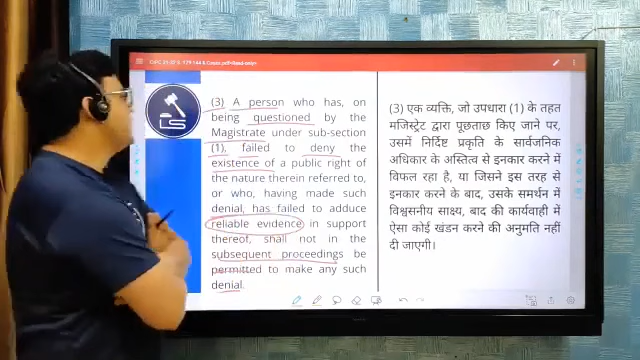 CrPC
LS
(3) A person who has, on
being questioned by the
Magistrate under sub-section
(1), failed to deny the
existence of a public right of
the nature therein referred to,
or who, having made such
denial, has failed to adduce
reliable evidence in support
thereof, shall not in the
subsequent proceedings be
permitted to make any such
denial.
(3) एक व्यक्ति, जो उपधारा (1) के तहत
मजिस्ट्रेट द्वारा पूछताछ किए जाने पर,
उसमें निर्दिष्ट प्रकृति के सार्वजनिक
अधिकार के अस्तित्व से इनकार करने में
विफल रहा है, या जिसने इस तरह से
इनकार करने के बाद, उसके समर्थन में
विश्वसनीय साक्ष्य, बाद की कार्यवाही में
ऐसा कोई खंडन करने की अनुमति नहीं
दी जाएगी।